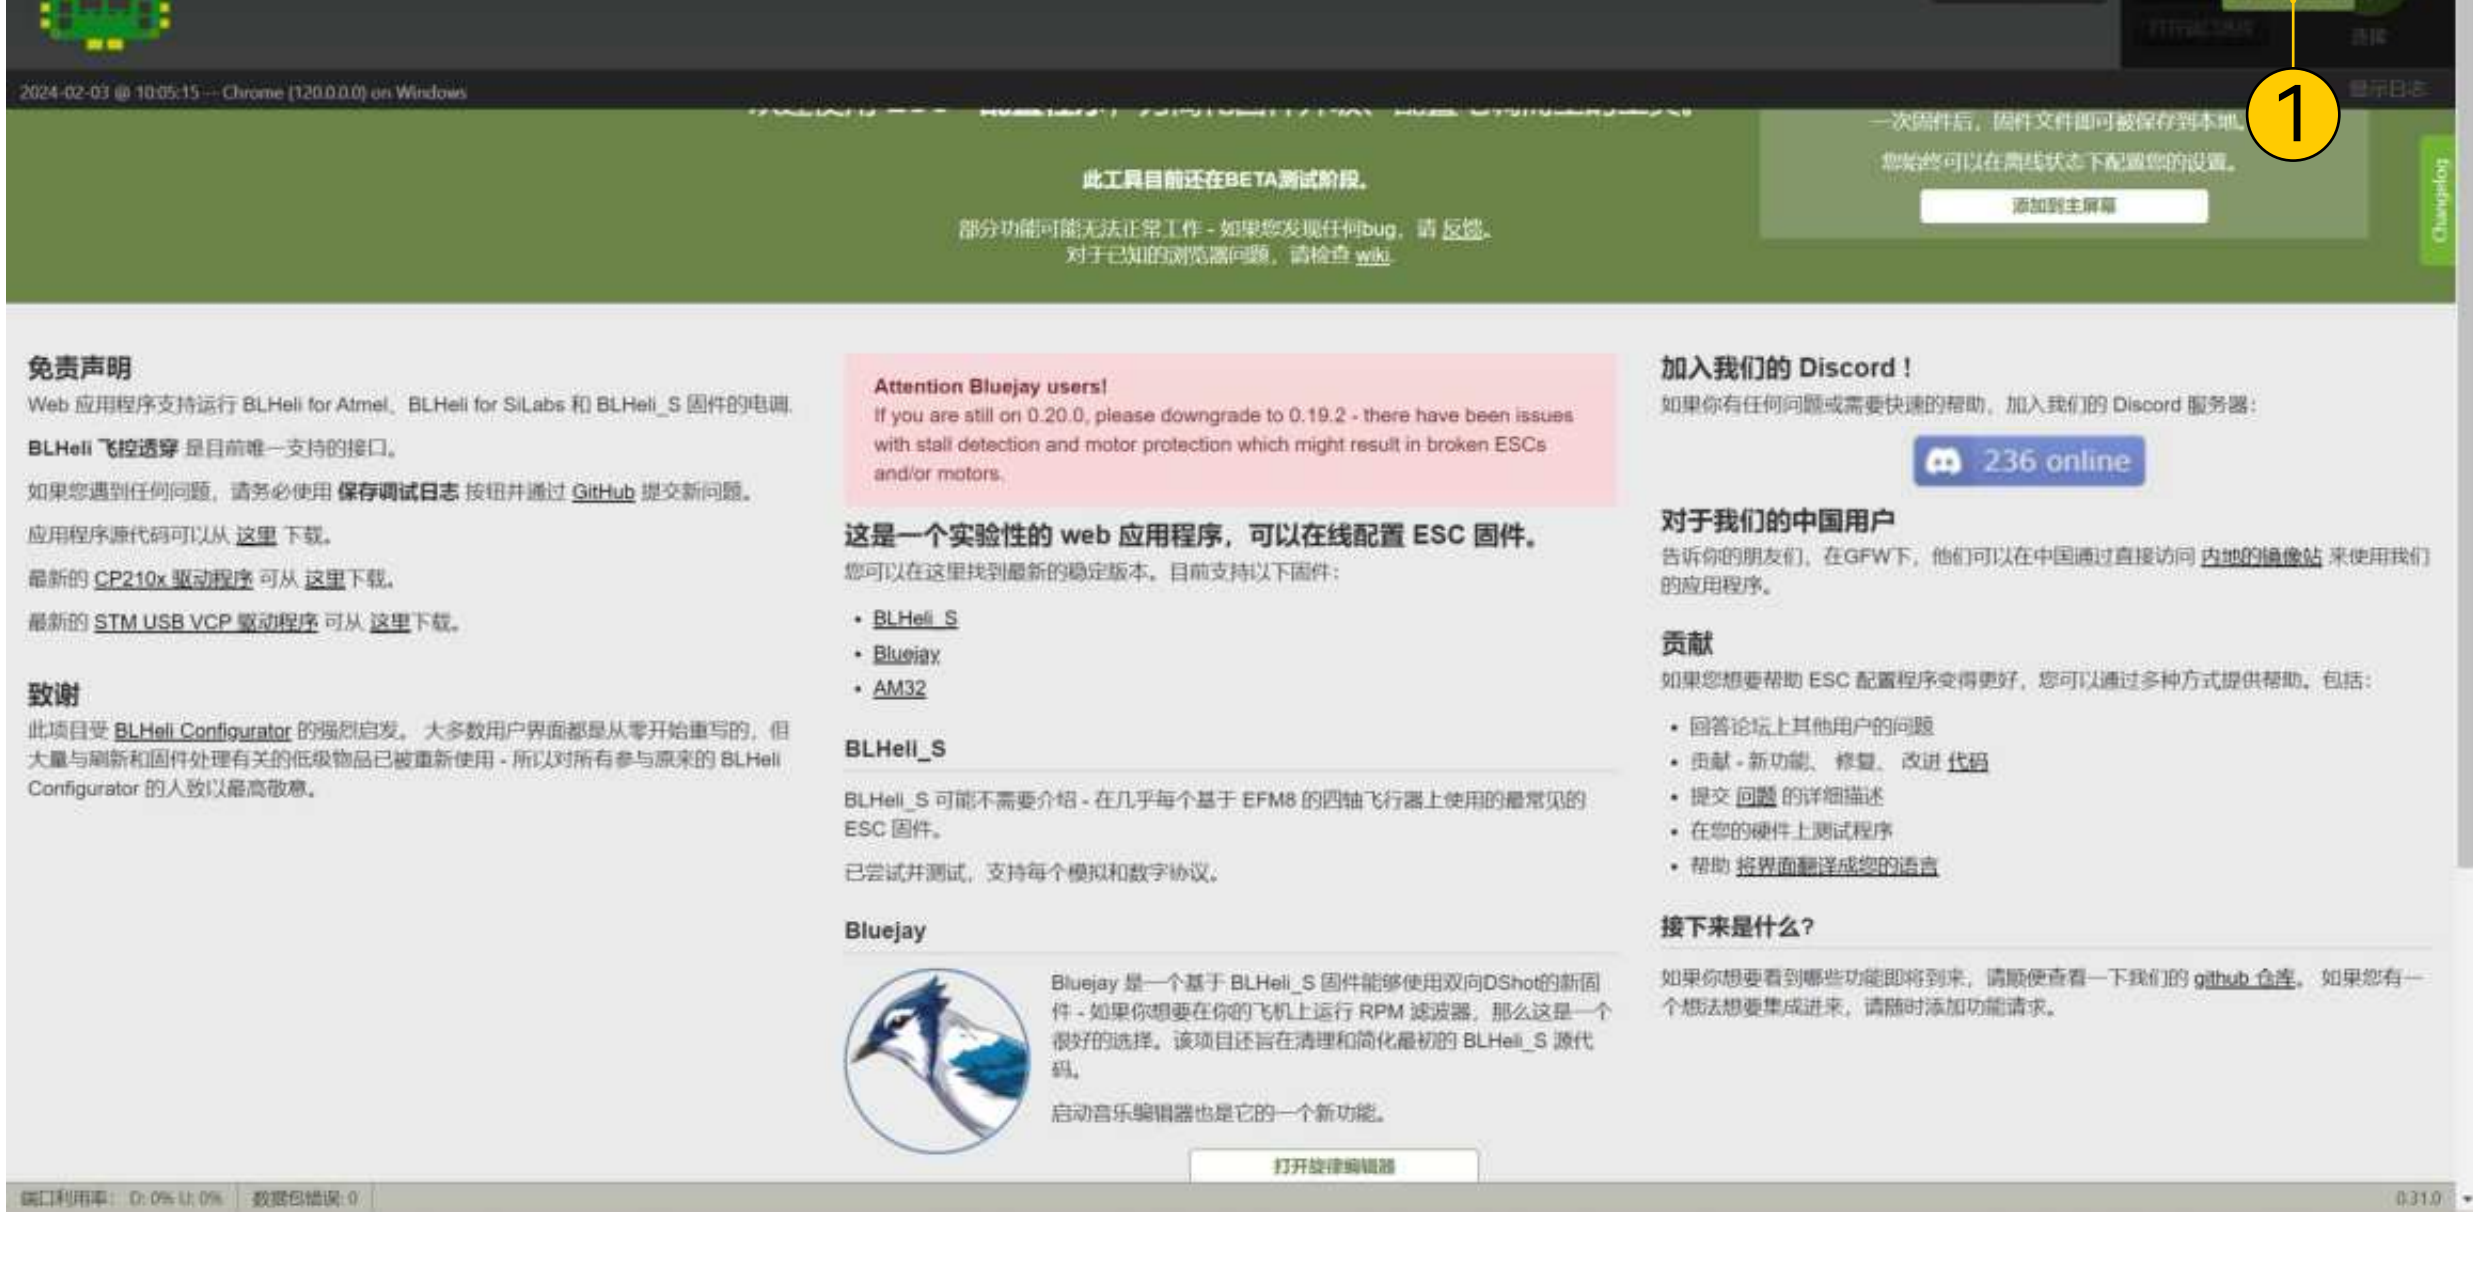 连接
2024-02-03 @ 10:05:15 -- Chrome (120.0.0.0) on Windows
显示日志
1
一次固件后，固件文件即可被保存到本地。
您始终可以在离线状态下配置您的设置。
添加到主屏幕
Changelog
此工具目前还在BETA测试阶段。
部分功能可能无法正常工作 - 如果您发现任何bug，请 反馈。
对于已知的浏览器问题，请检查 wiki.
免责声明
Web 应用程序支持运行 BLHeli for Atmel、BLHeli for SiLabs 和 BLHeli_S 固件的电调.
BLHeli 飞控透穿 是目前唯一支持的接口。
如果您遇到任何问题，请务必使用 保存调试日志 按钮并通过 GitHub 提交新问题。
应用程序源代码可以从 这里 下载。
最新的 CP210x 驱动程序 可从 这里下载。
最新的 STM USB VCP 驱动程序 可从 这里下载。
致谢
此项目受 BLHeli Configurator 的强烈启发。 大多数用户界面都是从零开始重写的，但
大量与刷新和固件处理有关的低级物品已被重新使用 - 所以对所有参与原来的 BLHeli
Configurator 的人致以最高敬意。
Attention Bluejay users!
If you are still on 0.20.0, please downgrade to 0.19.2 - there have been issues
with stall detection and motor protection which might result in broken ESCs
and/or motors.
这是一个实验性的 web 应用程序，可以在线配置 ESC 固件。
您可以在这里找到最新的稳定版本。目前支持以下固件：
• BLHeli_S
• Bluejay
• AM32
BLHeli_S
BLHeli_S 可能不需要介绍 - 在几乎每个基于 EFM8 的四轴飞行器上使用的最常见的
ESC 固件。
已尝试并测试，支持每个模拟和数字协议。
Bluejay
Bluejay 是一个基于 BLHeli_S 固件能够使用双向DShot的新固
件 - 如果你想要在你的飞机上运行 RPM 滤波器，那么这是一个
很好的选择。该项目还旨在清理和简化最初的 BLHeli_S 源代
码。
启动音乐编辑器也是它的一个新功能。
打开旋律编辑器
加入我们的 Discord！
如果你有任何问题或需要快速的帮助，加入我们的 Discord 服务器：
236 online
对于我们的中国用户
告诉你的朋友们，在GFW下，他们可以在中国通过直接访问 内地的镜像站 来使用我们
的应用程序。
贡献
如果您想要帮助 ESC 配置程序变得更好，您可以通过多种方式提供帮助。包括：
• 回答论坛上其他用户的问题
• 贡献 - 新功能、 修复、 改进 代码
• 提交 问题 的详细描述
• 在您的硬件上测试程序
• 帮助 将界面翻译成您的语言
接下来是什么?
如果你想要看到哪些功能即将到来，请顺便查看一下我们的 github 仓库。 如果您有一
个想法想要集成进来，请随时添加功能请求。
端口利用率： D: 0% U: 0%
数据包错误: 0
0.31.0